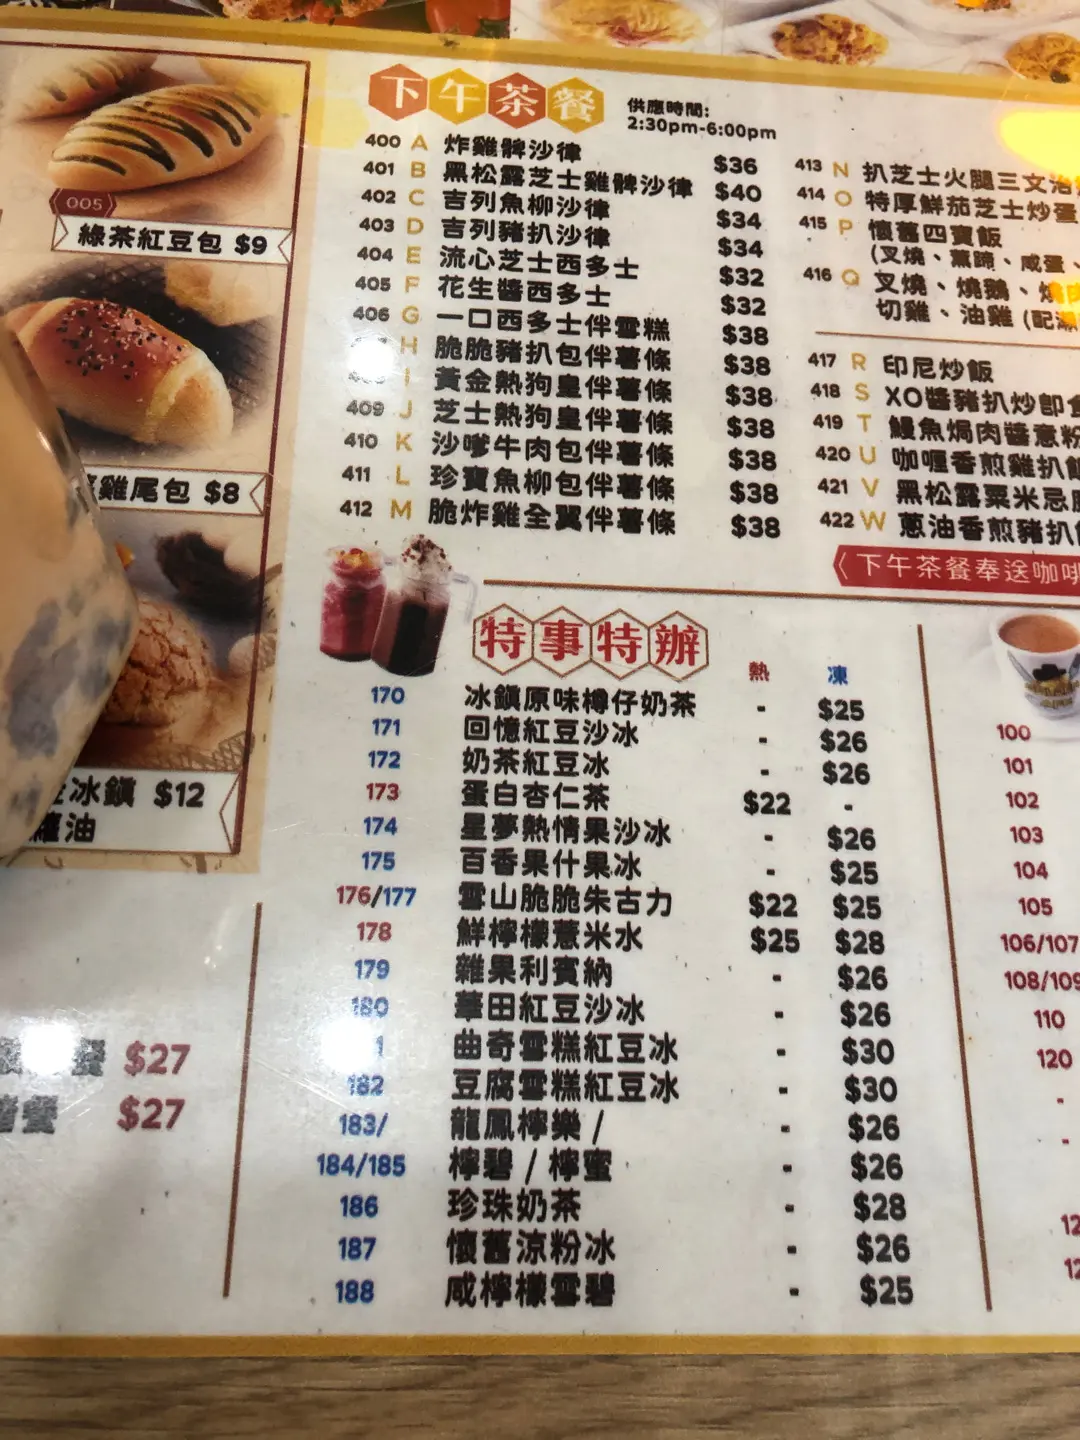 下午茶餐
供應時間:
2:30pm-6:00pm
400 A 炸雞髀沙律 $36
401 B 黑松露芝士雞髀沙律 $40
402 C 吉列魚柳沙律 $34
403 D 吉列豬扒沙律 $34
404 E 流心芝士西多士 $32
405 F 花生醬西多士 $32
406 G 一口西多士伴雪糕 $38
H 脆脆豬扒包伴薯條 $38
I 黃金熱狗皇伴薯條 $38
409 J 芝士熱狗皇伴薯條 $38
410 K 沙嗲牛肉包伴薯條 $38
411 L 珍寶魚柳包伴薯條 $38
412 M 脆炸雞全翼伴薯條 $38
413 N 扒芝士火腿三文治
414 O 特厚鮮茄芝士炒蛋
415 P 懷舊四寶飯
(叉燒、薰蹄、咸蛋、
416 Q 叉燒、燒鵝、燒肉
切雞、油雞 (配瀨
417 R 印尼炒飯
418 S XO醬豬扒炒即食
419 T 鰻魚焗肉醬意粉
420 U 咖喱香煎雞扒飯
421 V 黑松露粟米忌廉
422 W 蔥油香煎豬扒飯
下午茶餐奉送咖啡
005
綠茶紅豆包 $9
雞尾包 $8
冰鎮 $12
油
餐 $27
餐 $27
特事特辦
熱 凍
170 冰鎮原味樽仔奶茶 - $25
171 回憶紅豆沙冰 - $26
172 奶茶紅豆冰 - $26
173 蛋白杏仁茶 $22 -
174 星夢熱情果沙冰 - $26
175 百香果什果冰 - $25
176/177 雪山脆脆朱古力 $22 $25
178 鮮檸檬薏米水 $25 $28
179 雜果利賓納 - $26
180 華田紅豆沙冰 - $26
1 曲奇雪糕紅豆冰 - $30
182 豆腐雪糕紅豆冰 - $30
183/ 龍鳳檸樂 / - $26
184/185 檸碧 / 檸蜜 - $26
186 珍珠奶茶 - $28
187 懷舊涼粉冰 - $26
188 咸檸檬雪碧 - $25
100
101
102
103
104
105
106/107
108/109
110
120
-
-
12
12